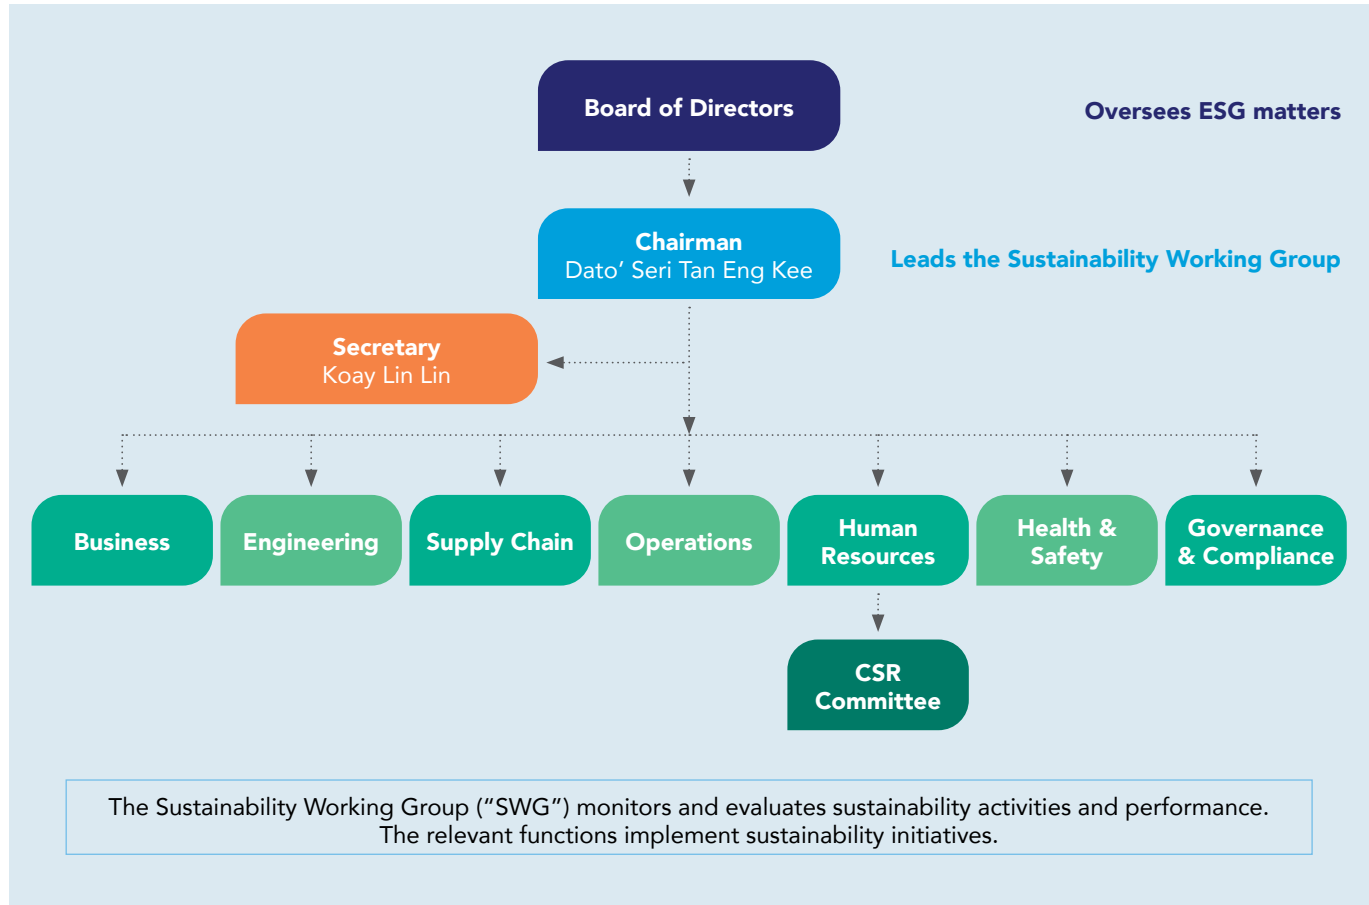 Board of Directors
Oversees ESG matters
Chairman
Dato’ Seri Tan Eng Kee
Leads the Sustainability Working Group
Secretary
Koay Lin Lin
Business
Engineering
Supply Chain
Operations
Human
Resources
Health &
Safety
Governance
& Compliance
CSR
Committee
The Sustainability Working Group (“SWG”) monitors and evaluates sustainability activities and performance.
The relevant functions implement sustainability initiatives.